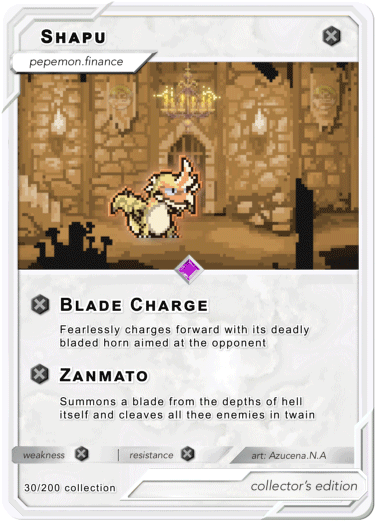 Shapu
pepemon.finance
Blade Charge
Fearlessly charges forward with its deadly
bladed horn aimed at the opponent
Zanmato
Summons a blade from the depths of hell
itself and cleaves all thee enemies in twain
weakness resistance art: Azucena.N.A
30/200 collection collector's edition